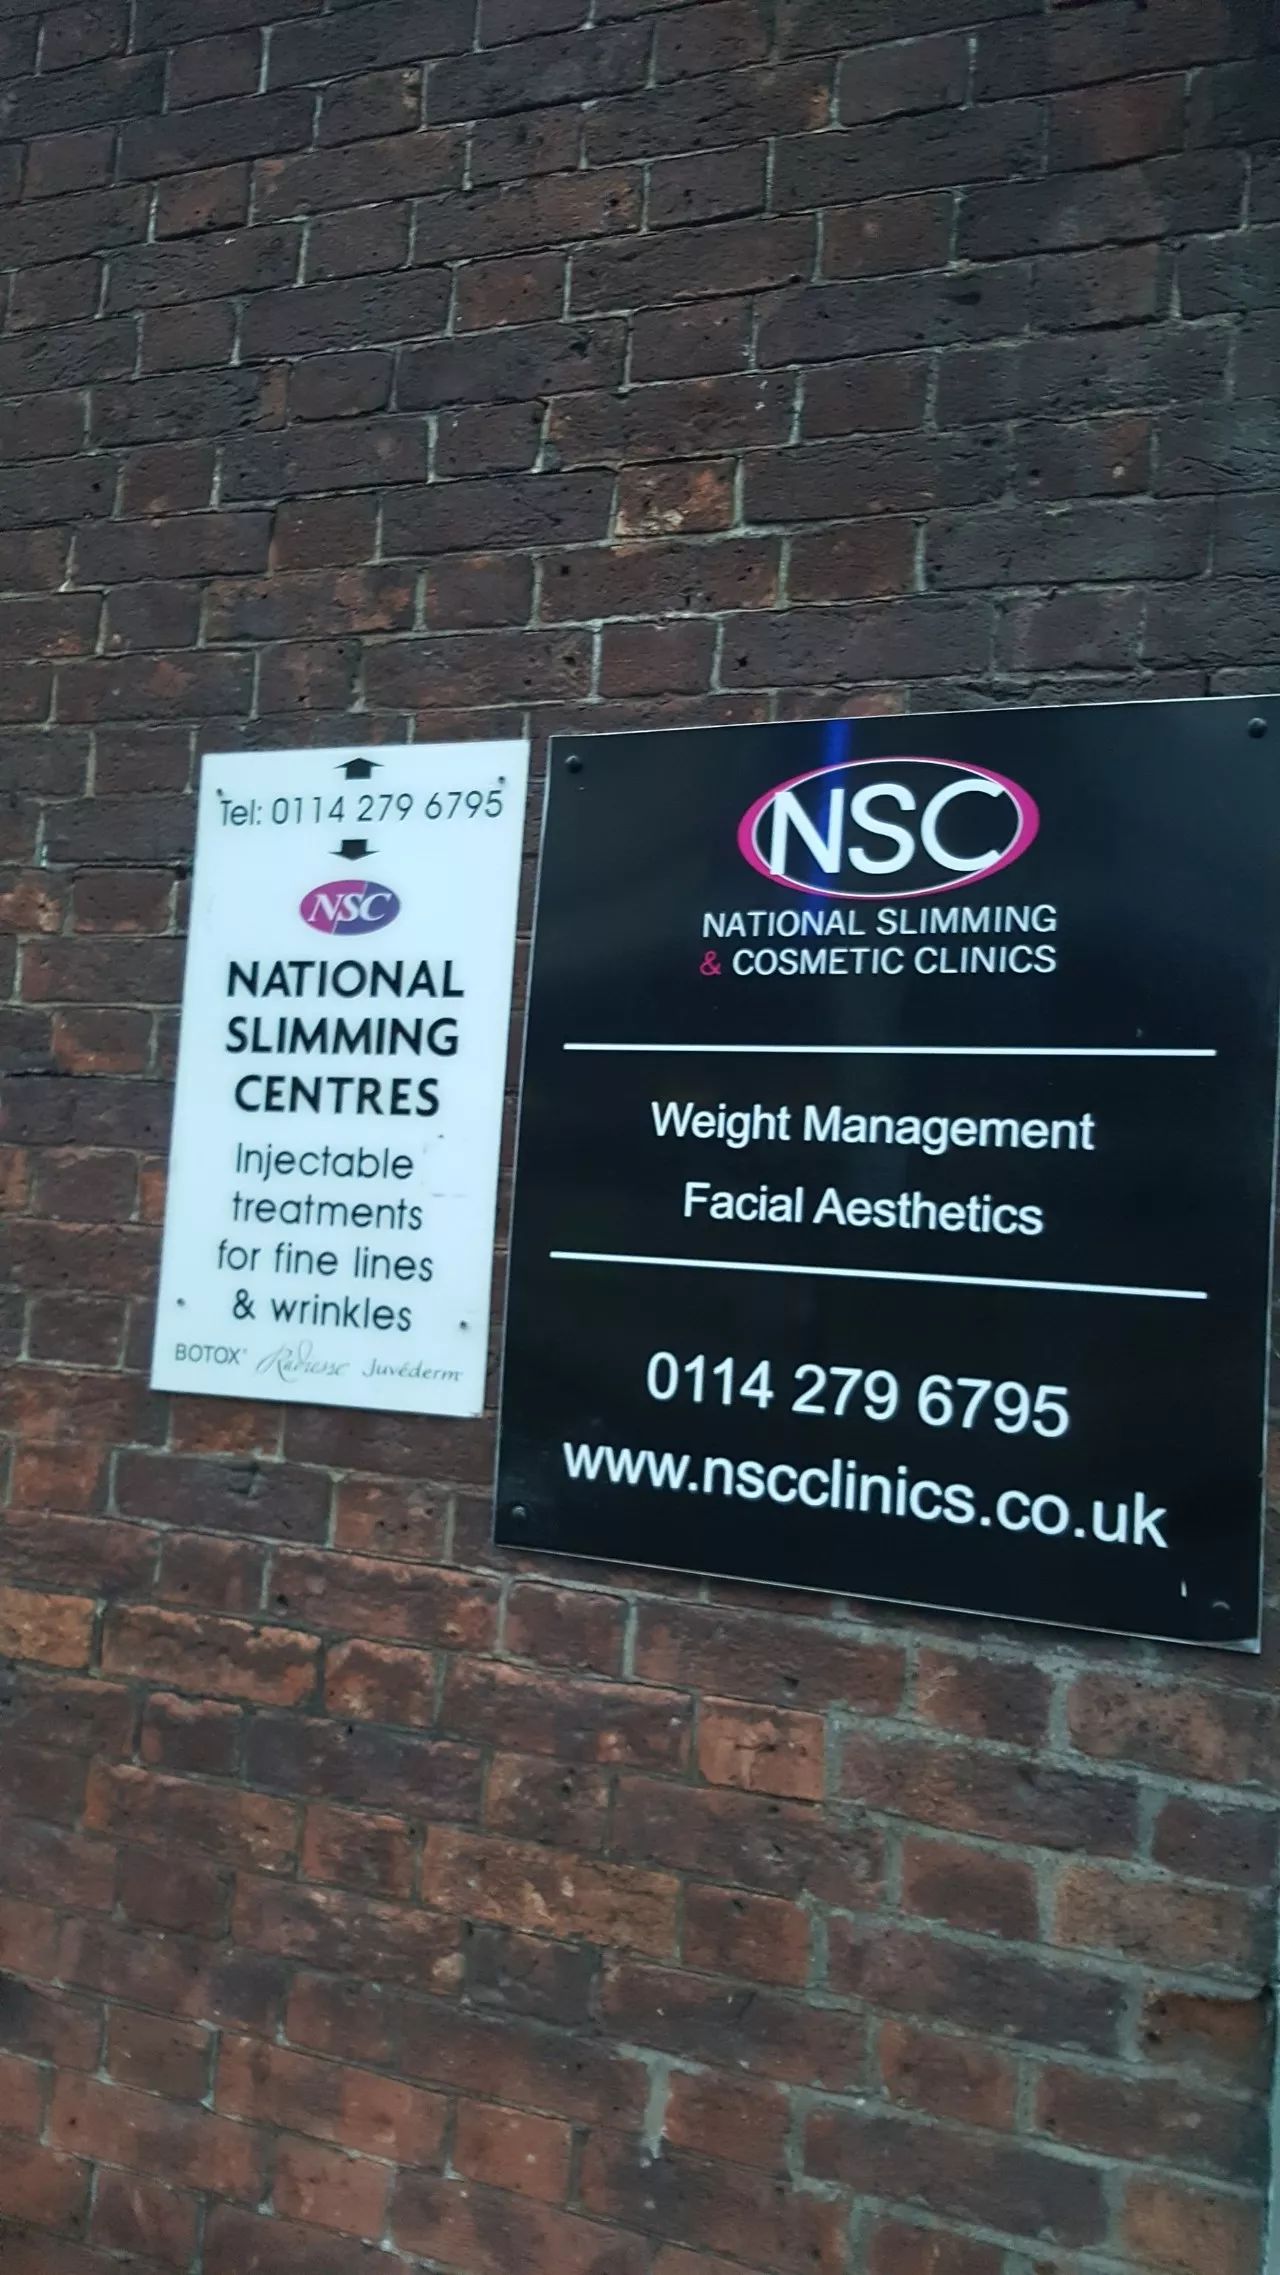 Tel: 0114 279 6795
NSC
NATIONAL
SLIMMING
CENTRES
Injectable
treatments
for fine lines
& wrinkles
BOTOX® Radiesse Juvéderm
NSC
NATIONAL SLIMMING
& COSMETIC CLINICS
Weight Management
Facial Aesthetics
0114 279 6795
www.nscclinics.co.uk